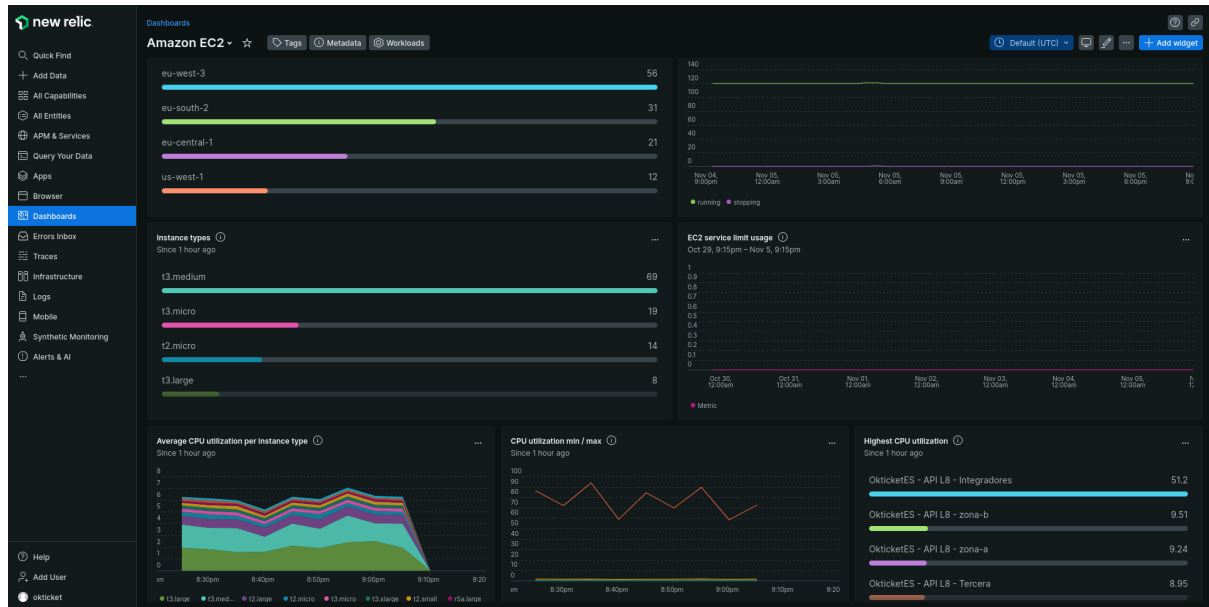 new relic
Quick Find
Add Data
All Capabilities
All Entities
APM & Services
Query Your Data
Apps
Browser
Dashboards
Errors Inbox
Traces
Infrastructure
Logs
Mobile
Synthetic Monitoring
Alerts & AI
...
Help
Add User
okticket
Dashboards
Amazon EC2
Tags
Metadata
Workloads
Default (UTC)
...
+ Add widget
eu-west-3 56
eu-south-2 31
eu-central-1 21
us-west-1 12
140
120
100
80
60
40
20
0
Nov 04, 9:00pm
Nov 05, 12:00am
Nov 05, 3:00am
Nov 05, 6:00am
Nov 05, 9:00am
Nov 05, 12:00pm
Nov 05, 3:00pm
Nov 05, 6:00pm
running stopping
Instance types
...
Since 1 hour ago
t3.medium 69
t3.micro 19
t2.micro 14
t3.large 8
EC2 service limit usage
...
Oct 29, 9:15pm – Nov 5, 9:15pm
1
0.9
0.8
0.7
0.6
0.5
0.4
0.3
0.2
0.1
0
Oct 30, 12:00am
Oct 31, 12:00am
Nov 01, 12:00am
Nov 02, 12:00am
Nov 03, 12:00am
Nov 04, 12:00am
Nov 05, 12:00am
Metric
Average CPU utilization per instance type
...
Since 1 hour ago
8
7
6
5
4
3
2
1
0
8:30pm 8:40pm 8:50pm 9:00pm 9:10pm 9:20
t3.large t3.med... t2.large t2.micro t3.micro t3.xlarge t2.small r5a.large
CPU utilization min / max
...
Since 1 hour ago
100
90
80
70
60
50
40
30
20
10
0
8:30pm 8:40pm 8:50pm 9:00pm 9:10pm 9:20
Highest CPU utilization
...
Since 1 hour ago
OkticketES - API L8 - Integradores 51.2
OkticketES - API L8 - zona-b 9.51
OkticketES - API L8 - zona-a 9.24
OkticketES - API L8 - Tercera 8.95